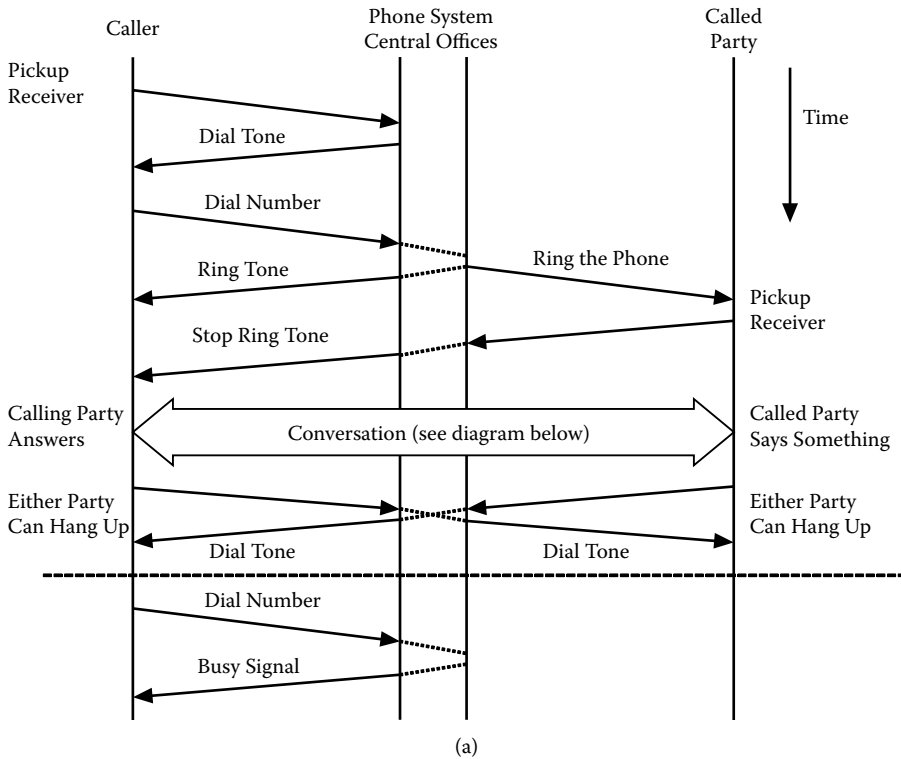 Caller
Phone System
Central Offices
Called
Party
Pickup
Receiver
Time
Dial Tone
Dial Number
Ring Tone
Ring the Phone
Pickup
Receiver
Stop Ring Tone
Calling Party
Answers
Conversation (see diagram below)
Called Party
Says Something
Either Party
Can Hang Up
Either Party
Can Hang Up
Dial Tone
Dial Tone
Dial Number
Busy Signal
(a)